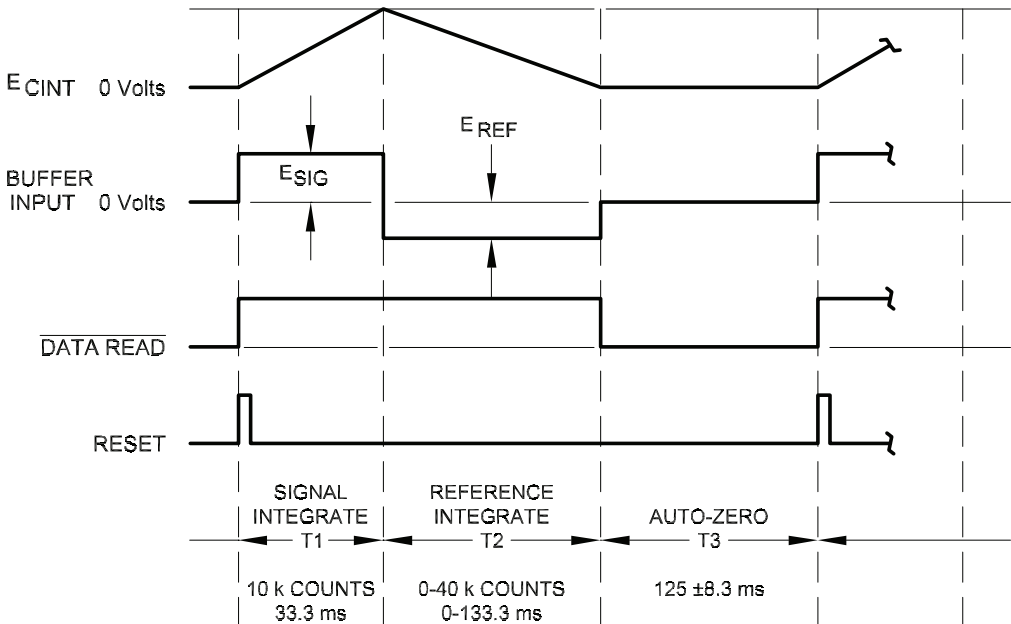 E CINT 0 Volts
E REF
E SIG
BUFFER
INPUT 0 Volts
DATA READ
RESET
SIGNAL
INTEGRATE
T1
REFERENCE
INTEGRATE
T2
AUTO-ZERO
T3
10 k COUNTS
33.3 ms
0-40 k COUNTS
0-133.3 ms
125 ±8.3 ms